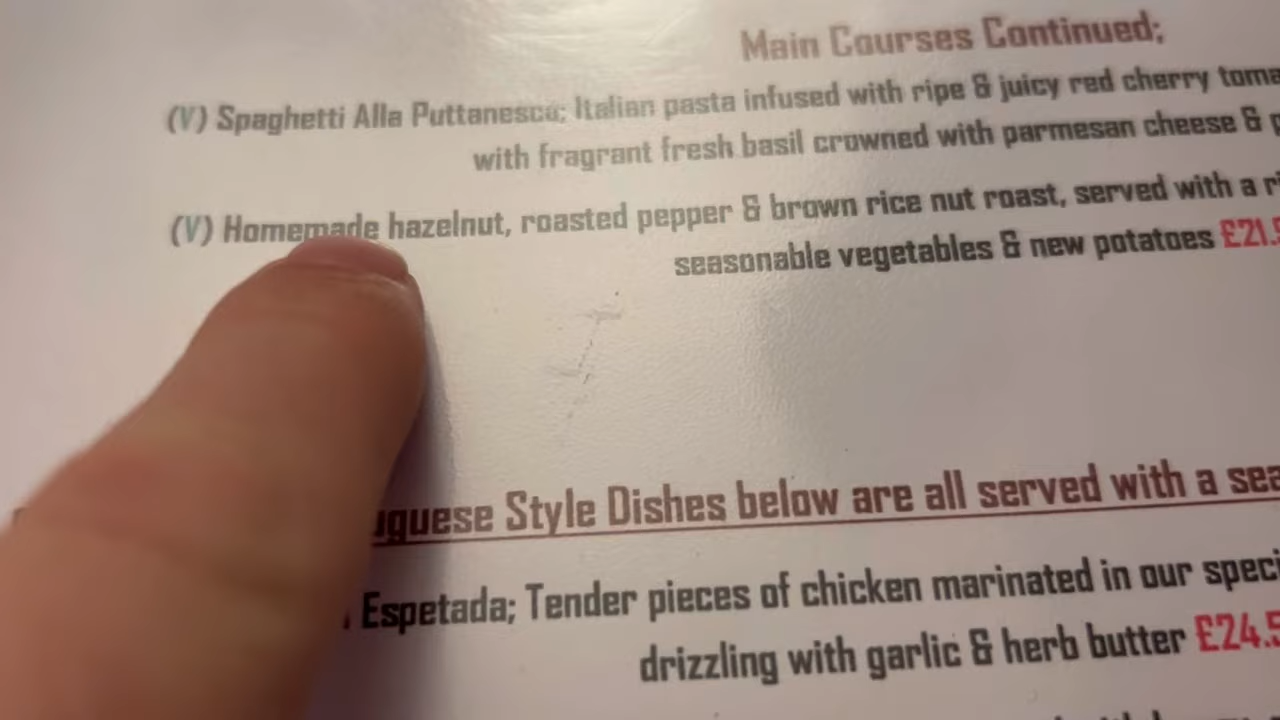 Main Courses Continued;
(V) Spaghetti Alla Puttanesca; Italian pasta infused with ripe & juicy red cherry
with fragrant fresh basil crowned with parmesan cheese &
(V) Homemade hazelnut, roasted pepper & brown rice nut roast, served with a
seasonable vegetables & new potatoes
Style Dishes below are all served with a
Espetada; Tender pieces of chicken marinated in our
drizzling with garlic & herb butter